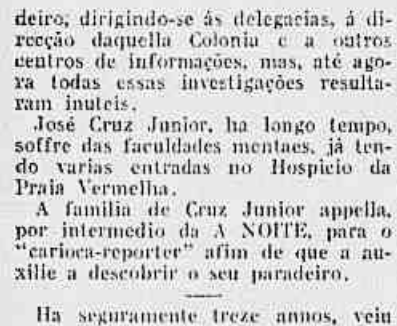 deiro, dirigindo-se ás delegacias, á di-
recção daquella Colonia e a outros
centros de informações, mas, até ago-
ra todas essas investigações resulta-
ram inuteis.
José Cruz Junior, ha longo tempo,
soffre das faculdades mentaes, já ten-
do varias entradas no Hospicio da
Praia Vermelha.
A familia de Cruz Junior appella,
por intermedio da A NOITE, para o
"carioca-reporter" afim de que a au-
xilie a descobrir o seu paradeiro.
Ha seguramente treze annos, veiu